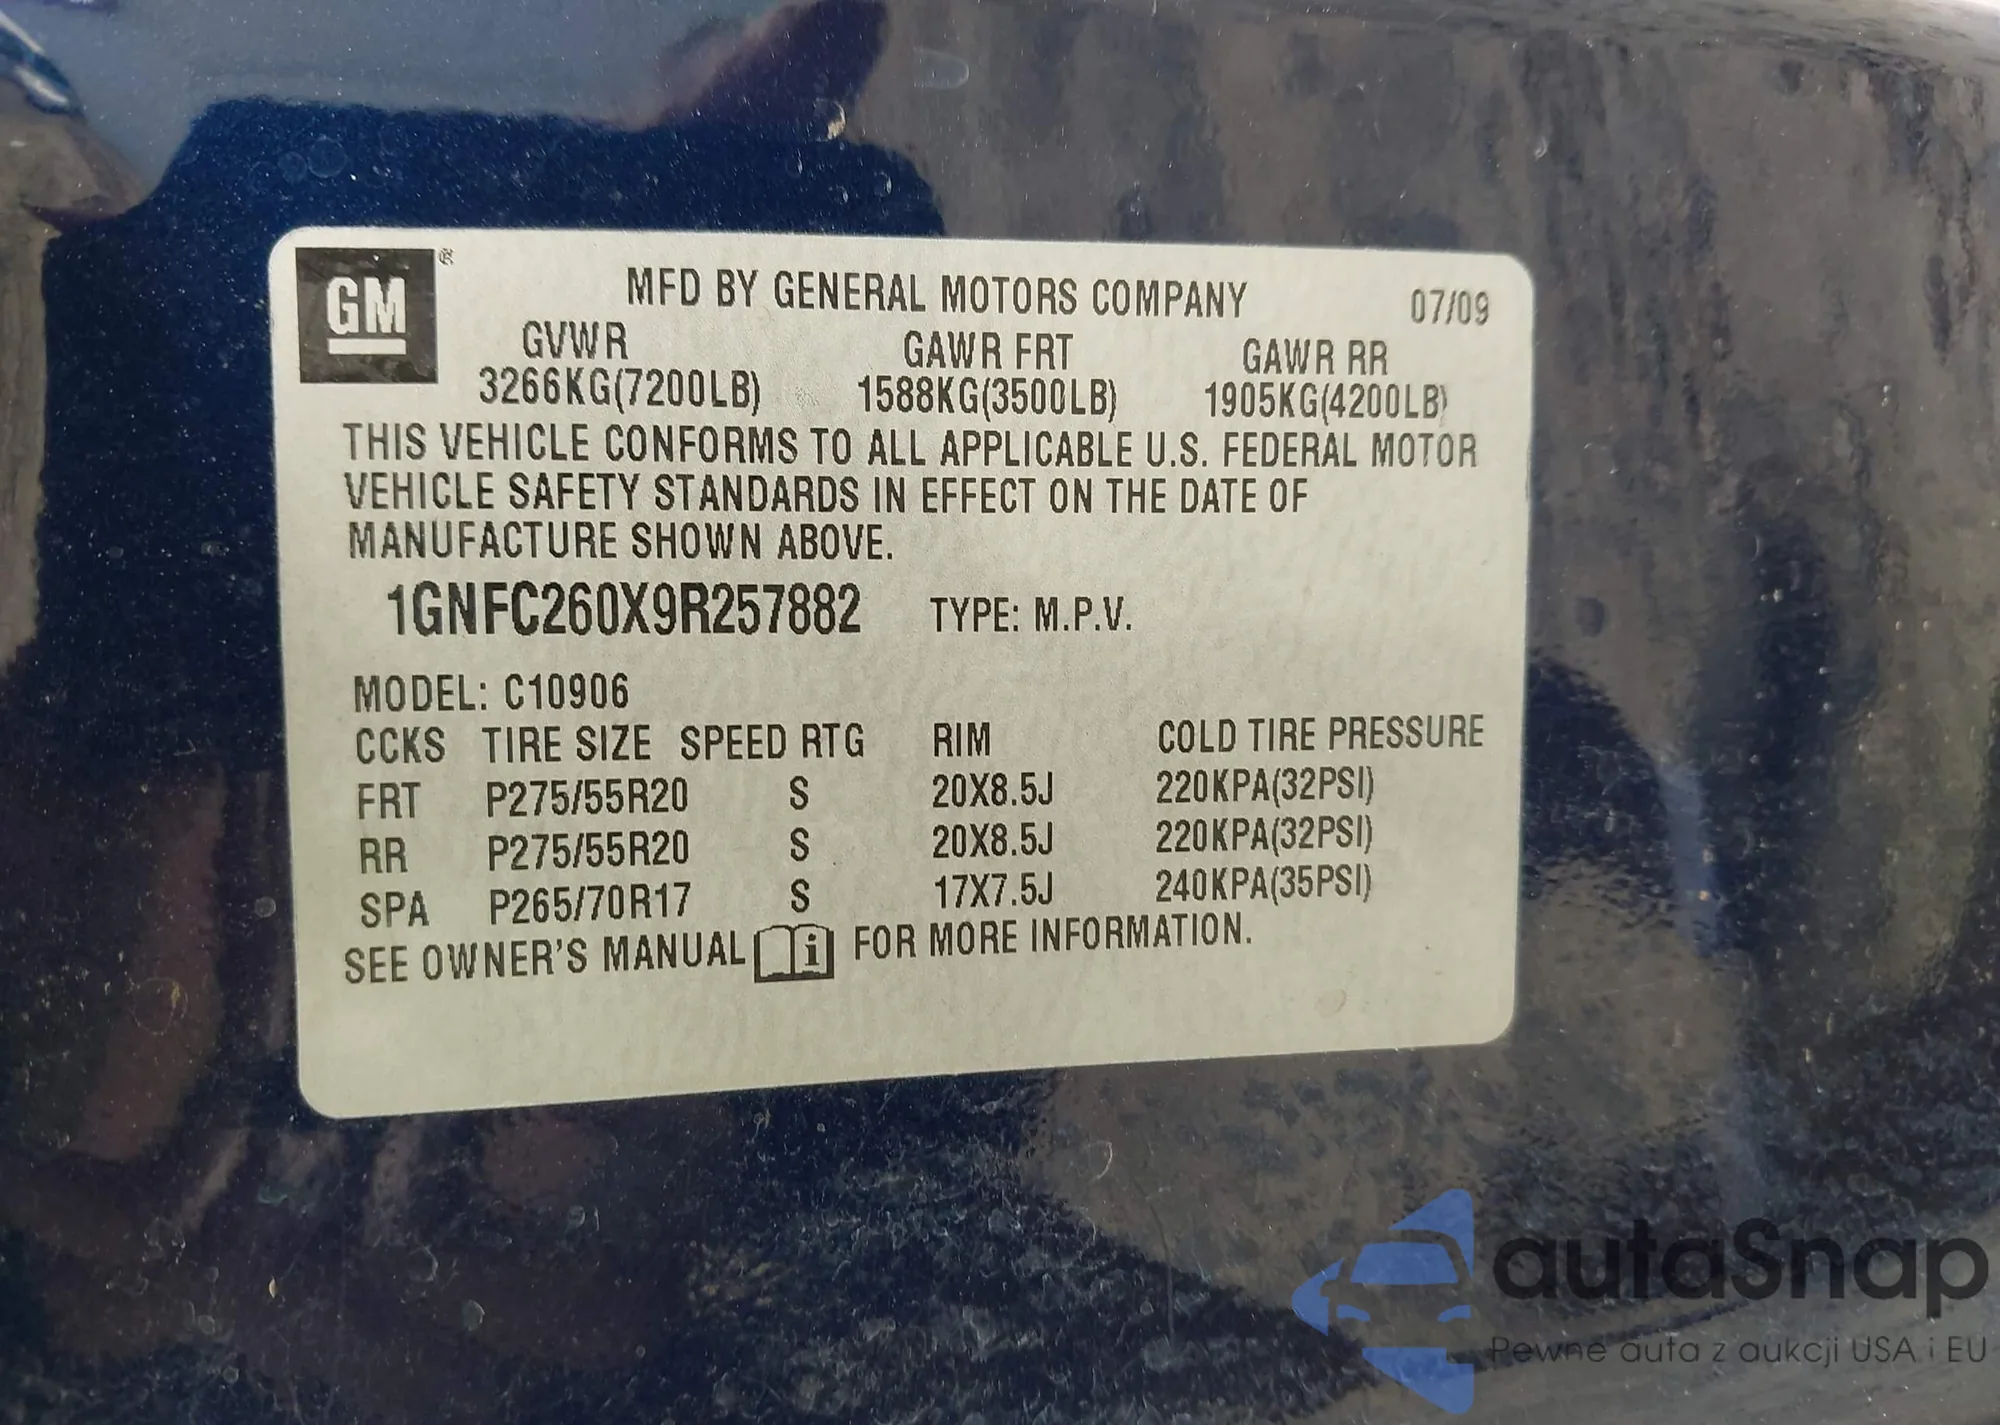 GM®
MFD BY GENERAL MOTORS COMPANY 07/09
GVWR GAWR FRT GAWR RR
3266KG(7200LB) 1588KG(3500LB) 1905KG(4200LB)
THIS VEHICLE CONFORMS TO ALL APPLICABLE U.S. FEDERAL MOTOR
VEHICLE SAFETY STANDARDS IN EFFECT ON THE DATE OF
MANUFACTURE SHOWN ABOVE.
1GNFC260X9R257882 TYPE: M.P.V.
MODEL: C10906
CCKS TIRE SIZE SPEED RTG RIM COLD TIRE PRESSURE
FRT P275/55R20 S 20X8.5J 220KPA(32PSI)
RR P275/55R20 S 20X8.5J 220KPA(32PSI)
SPA P265/70R17 S 17X7.5J 240KPA(35PSI)
SEE OWNER'S MANUAL i FOR MORE INFORMATION.
autaSnap
Pewne auta z aukcji USA i EU